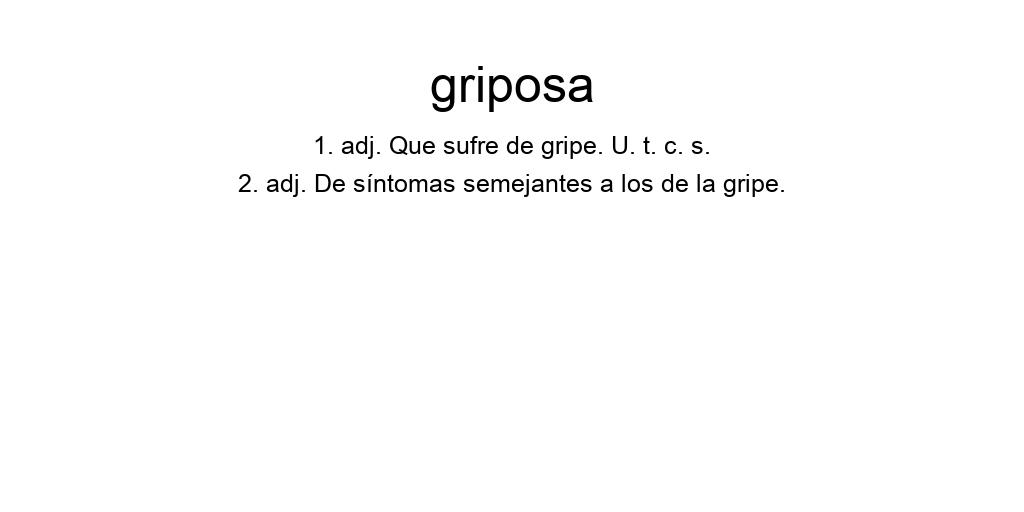 griposa
1. adj. Que sufre de gripe. U. t. c. s.
2. adj. De síntomas semejantes a los de la gripe.